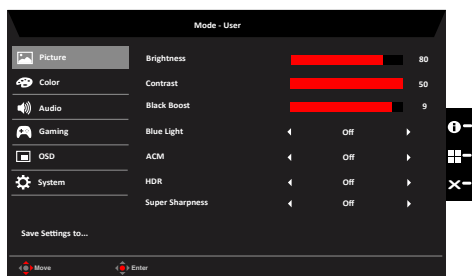 Mode - User
Picture
Color
Audio
Gaming
OSD
System
Save Settings to...
Brightness 80
Contrast 50
Black Boost 9
Blue Light Off
ACM Off
HDR Off
Super Sharpness Off
Move Enter